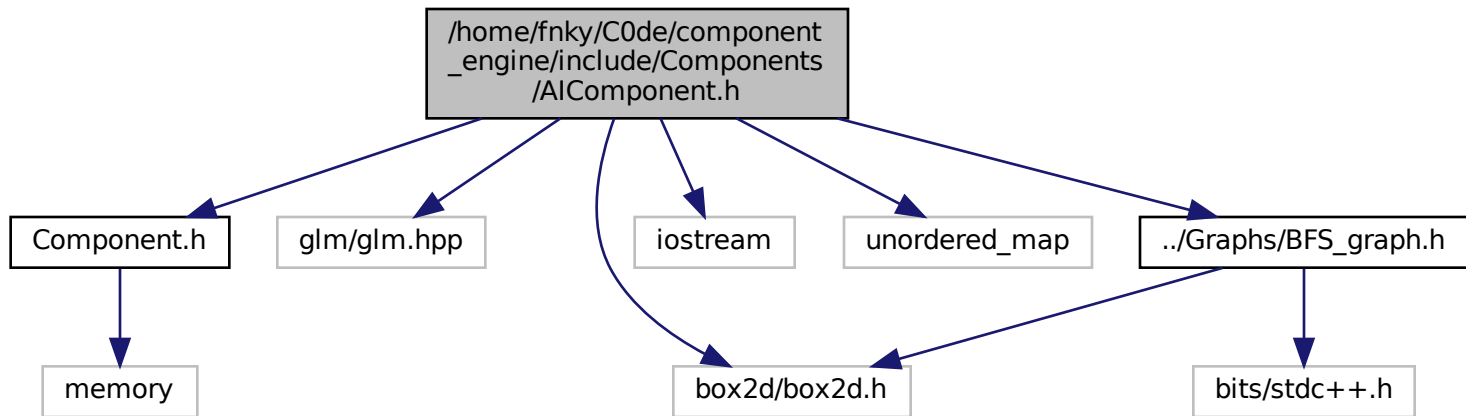 /home/fnky/C0de/component
_engine/include/Components
/AIComponent.h
Component.h
glm/glm.hpp
iostream
unordered_map
../Graphs/BFS_graph.h
memory
box2d/box2d.h
bits/stdc++.h